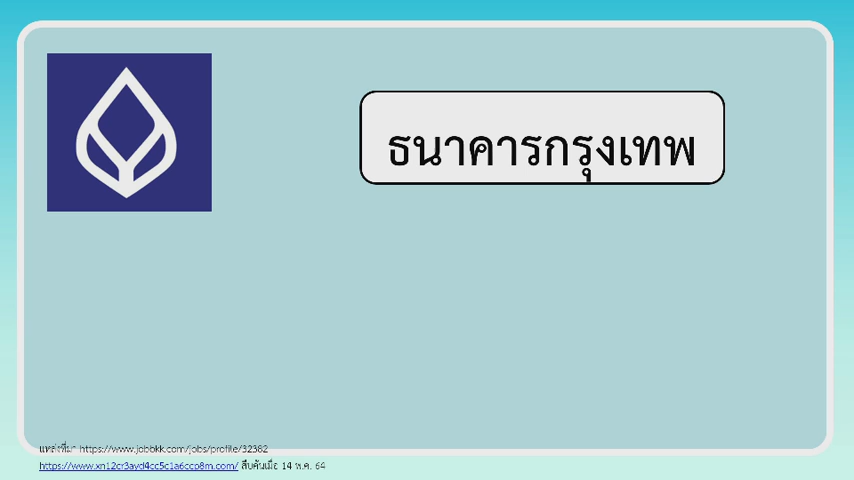 ธนาคารกรุงเทพ
แหล่งที่มา https://www.jobbkk.com/jobs/profile/32382
https://www.xn12cr3ayd4cc5c1a6ccp8m.com/ สืบค้นเมื่อ 14 พ.ค. 64